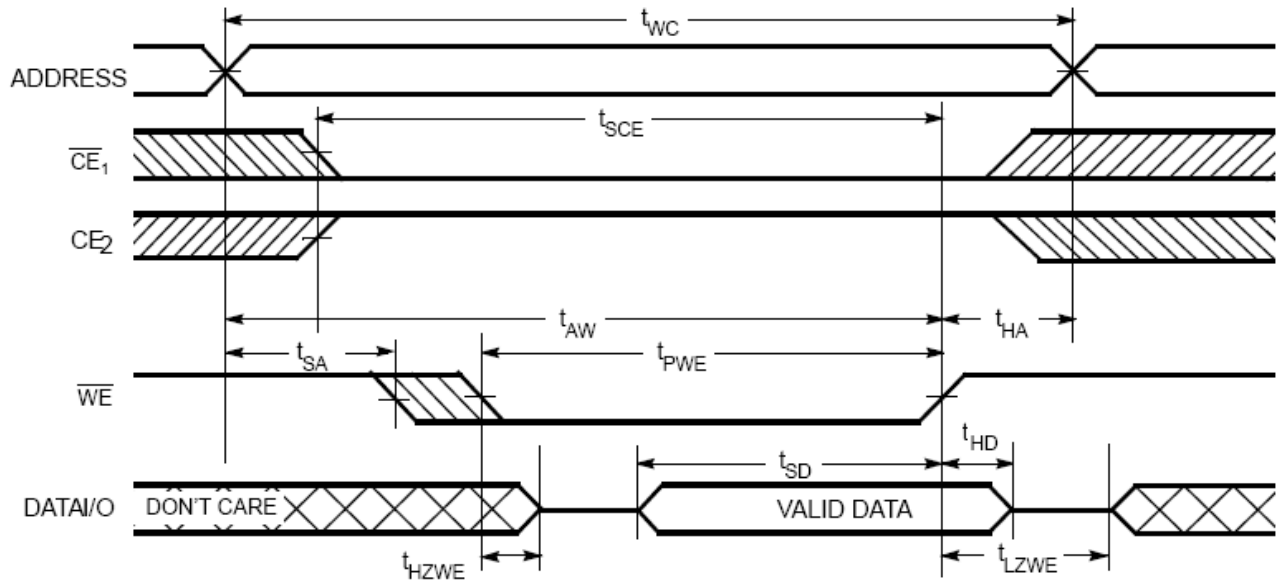 tWC
ADDRESS
tSCE
CE1
CE2
tAW
tHA
tSA
tPWE
WE
tHD
tSD
DATAI/O
DON'T CARE
VALID DATA
tHZWE
tLZWE